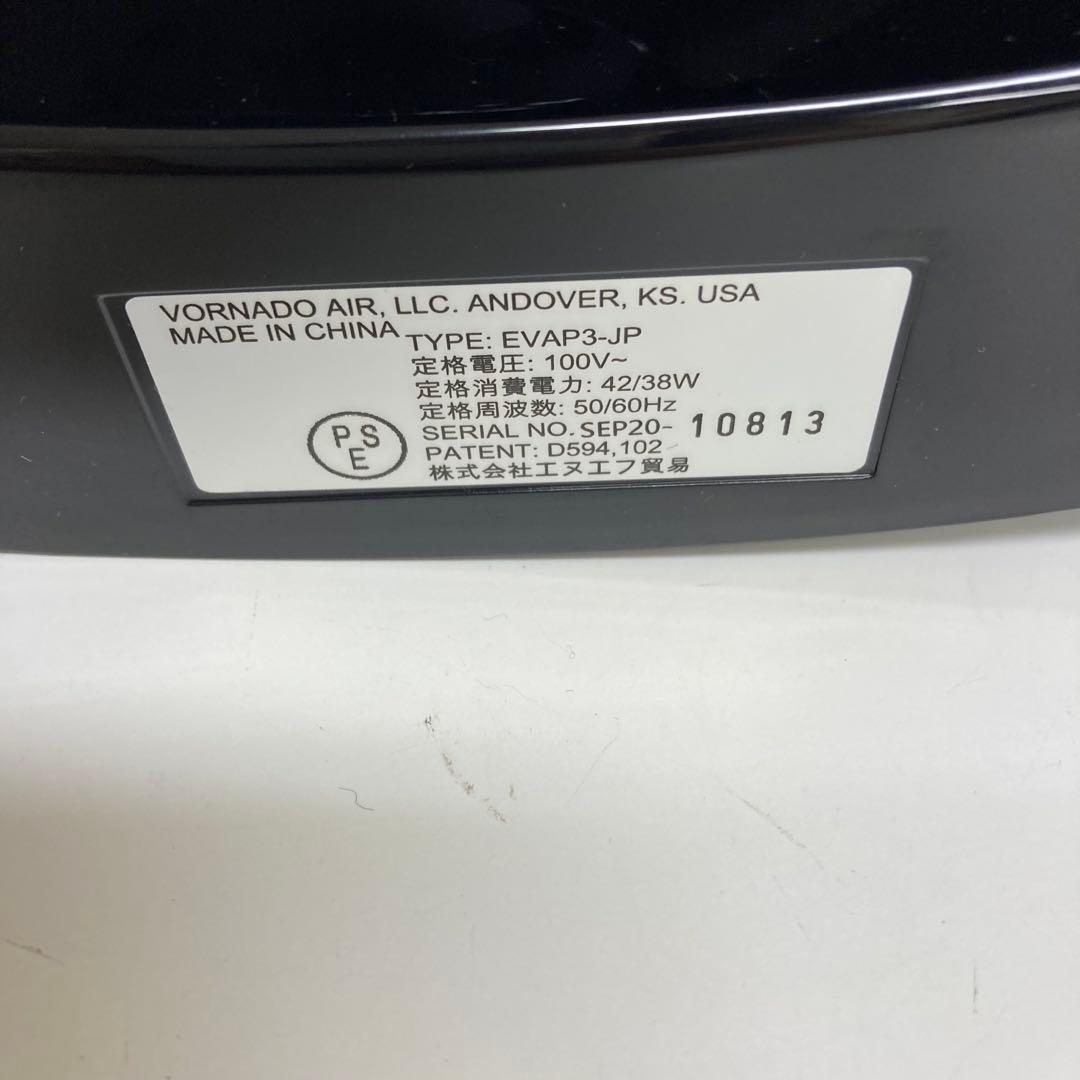 VORNADO AIR, LLC. ANDOVER, KS. USA
MADE IN CHINA
TYPE: EVAP3-JP
定格電圧: 100V~
定格消費電力: 42/38W
定格周波数: 50/60Hz
SERIAL NO. SEP20- 10813
PATENT: D594,102
株式会社エヌエフ貿易
PSE